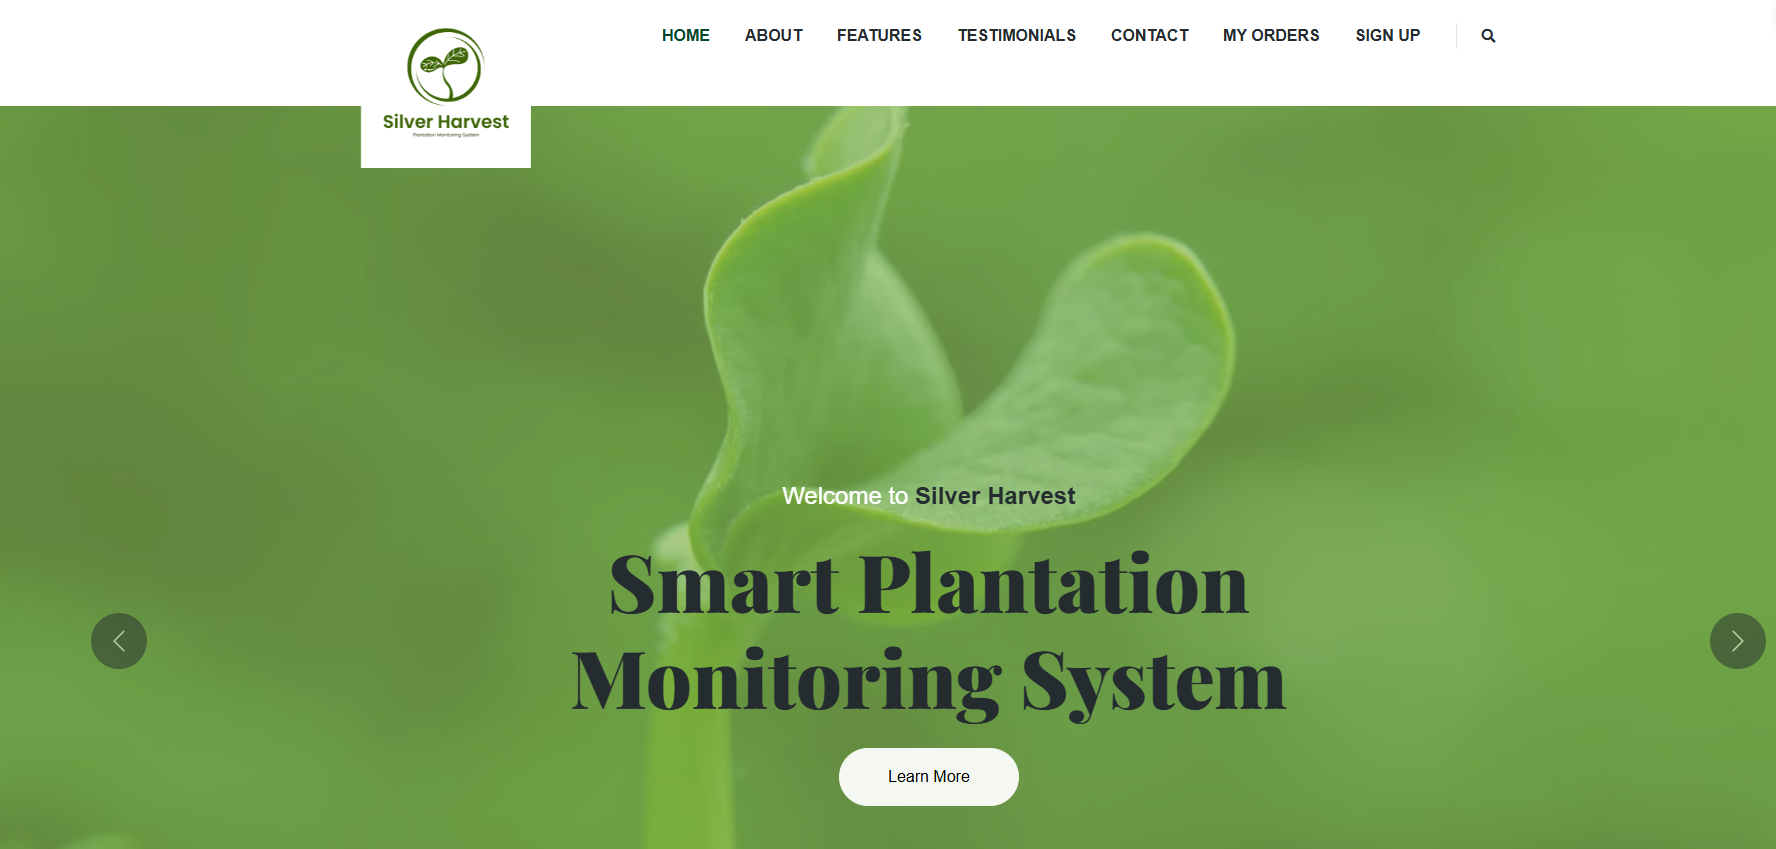 HOME ABOUT FEATURES TESTIMONIALS CONTACT MY ORDERS SIGN UP
Silver Harvest
Plantation Monitoring System
Welcome to Silver Harvest
Smart Plantation
Monitoring System
Learn More